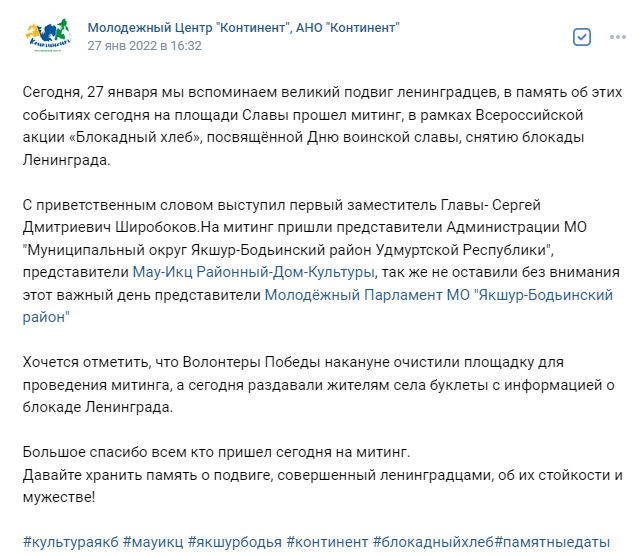 Молодежный Центр "Континент", АНО "Континент"
27 янв 2022 в 16:32
Континент
Сегодня, 27 января мы вспоминаем великий подвиг ленинградцев, в память об этих
событиях сегодня на площади Славы прошел митинг, в рамках Всероссийской
акции «Блокадный хлеб», посвящённой Дню воинской славы, снятию блокады
Ленинграда.
С приветственным словом выступил первый заместитель Главы- Сергей
Дмитриевич Широбоков.На митинг пришли представители Администрации МО
"Муниципальный округ Якшур-Бодьинский район Удмуртской Республики",
представители Мау-Икц Районный-Дом-Культуры, так же не оставили без внимания
этот важный день представители Молодёжный Парламент МО "Якшур-Бодьинский
район"
Хочется отметить, что Волонтеры Победы накануне очистили площадку для
проведения митинга, а сегодня раздавали жителям села буклеты с информацией о
блокаде Ленинграда.
Большое спасибо всем кто пришел сегодня на митинг.
Давайте хранить память о подвиге, совершенный ленинградцами, об их стойкости и
мужестве!
#культураякб #мауикц #якшурбодья #континент #блокадныйхлеб#памятныедаты